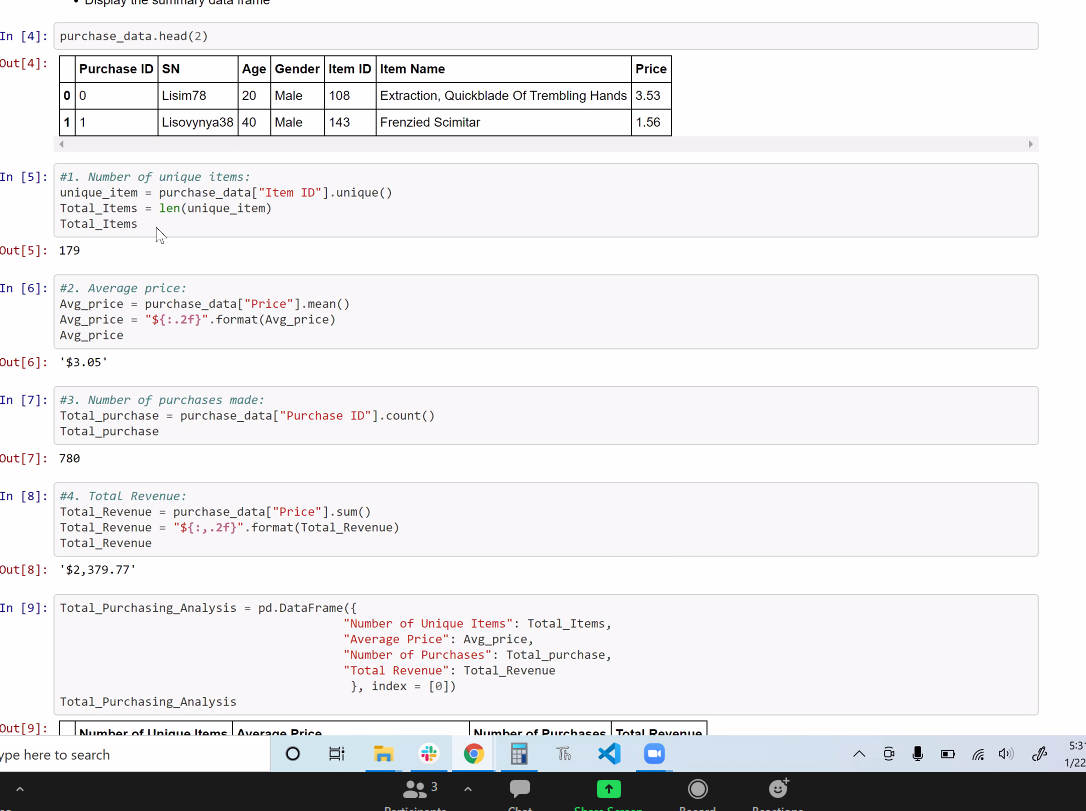 Display the summary data frame
In [4]: purchase_data.head(2)
Out[4]:
Purchase ID SN Age Gender Item ID Item Name Price
0 0 Lisim78 20 Male 108 Extraction, Quickblade Of Trembling Hands 3.53
1 1 Lisovynya38 40 Male 143 Frenzied Scimitar 1.56
In [5]: #1. Number of unique items:
unique_item = purchase_data["Item ID"].unique()
Total_Items = len(unique_item)
Total_Items
Out[5]: 179
In [6]: #2. Average price:
Avg_price = purchase_data["Price"].mean()
Avg_price = "${:.2f}".format(Avg_price)
Avg_price
Out[6]: '$3.05'
In [7]: #3. Number of purchases made:
Total_purchase = purchase_data["Purchase ID"].count()
Total_purchase
Out[7]: 780
In [8]: #4. Total Revenue:
Total_Revenue = purchase_data["Price"].sum()
Total_Revenue = "${:,.2f}".format(Total_Revenue)
Total_Revenue
Out[8]: '$2,379.77'
In [9]: Total_Purchasing_Analysis = pd.DataFrame({
"Number of Unique Items": Total_Items,
"Average Price": Avg_price,
"Number of Purchases": Total_purchase,
"Total Revenue": Total_Revenue
}, index = [0])
Total_Purchasing_Analysis
Out[9]:
Number of Unique Items Average Price Number of Purchases Total Revenue
ype here to search
Th
5:31
1/22
3
Participants Chat Share Screen Record Reactions